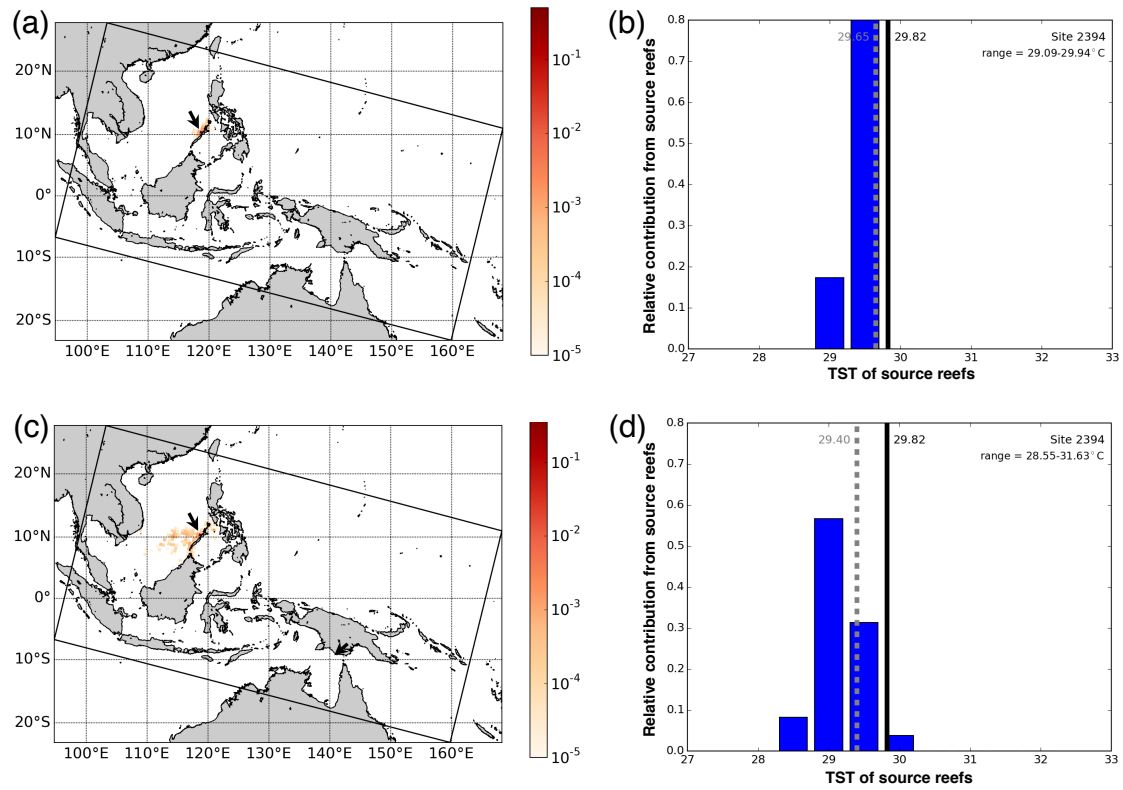 (a)
20°N
10°N
0°
10°S
20°S
100°E 110°E 120°E 130°E 140°E 150°E 160°E
10⁻¹
10⁻²
10⁻³
10⁻⁴
10⁻⁵
(b)
Relative contribution from source reefs
0.8
0.7
0.6
0.5
0.4
0.3
0.2
0.1
0.0
29.65 29.82 Site 2394
range = 29.09-29.94°C
27 28 29 30 31 32 33
TST of source reefs
(c)
20°N
10°N
0°
10°S
20°S
100°E 110°E 120°E 130°E 140°E 150°E 160°E
10⁻¹
10⁻²
10⁻³
10⁻⁴
10⁻⁵
(d)
Relative contribution from source reefs
0.8
0.7
0.6
0.5
0.4
0.3
0.2
0.1
0.0
29.40 29.82 Site 2394
range = 28.55-31.63°C
27 28 29 30 31 32 33
TST of source reefs